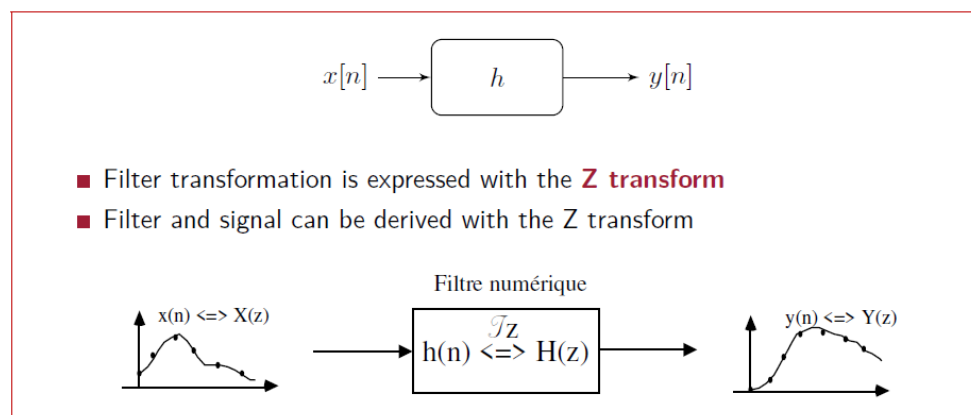 x[n] h y[n]
Filter transformation is expressed with the Z transform
Filter and signal can be derived with the Z transform
Filtre numérique
x(n) <=> X(z)
𝒯z
h(n) <=> H(z)
y(n) <=> Y(z)